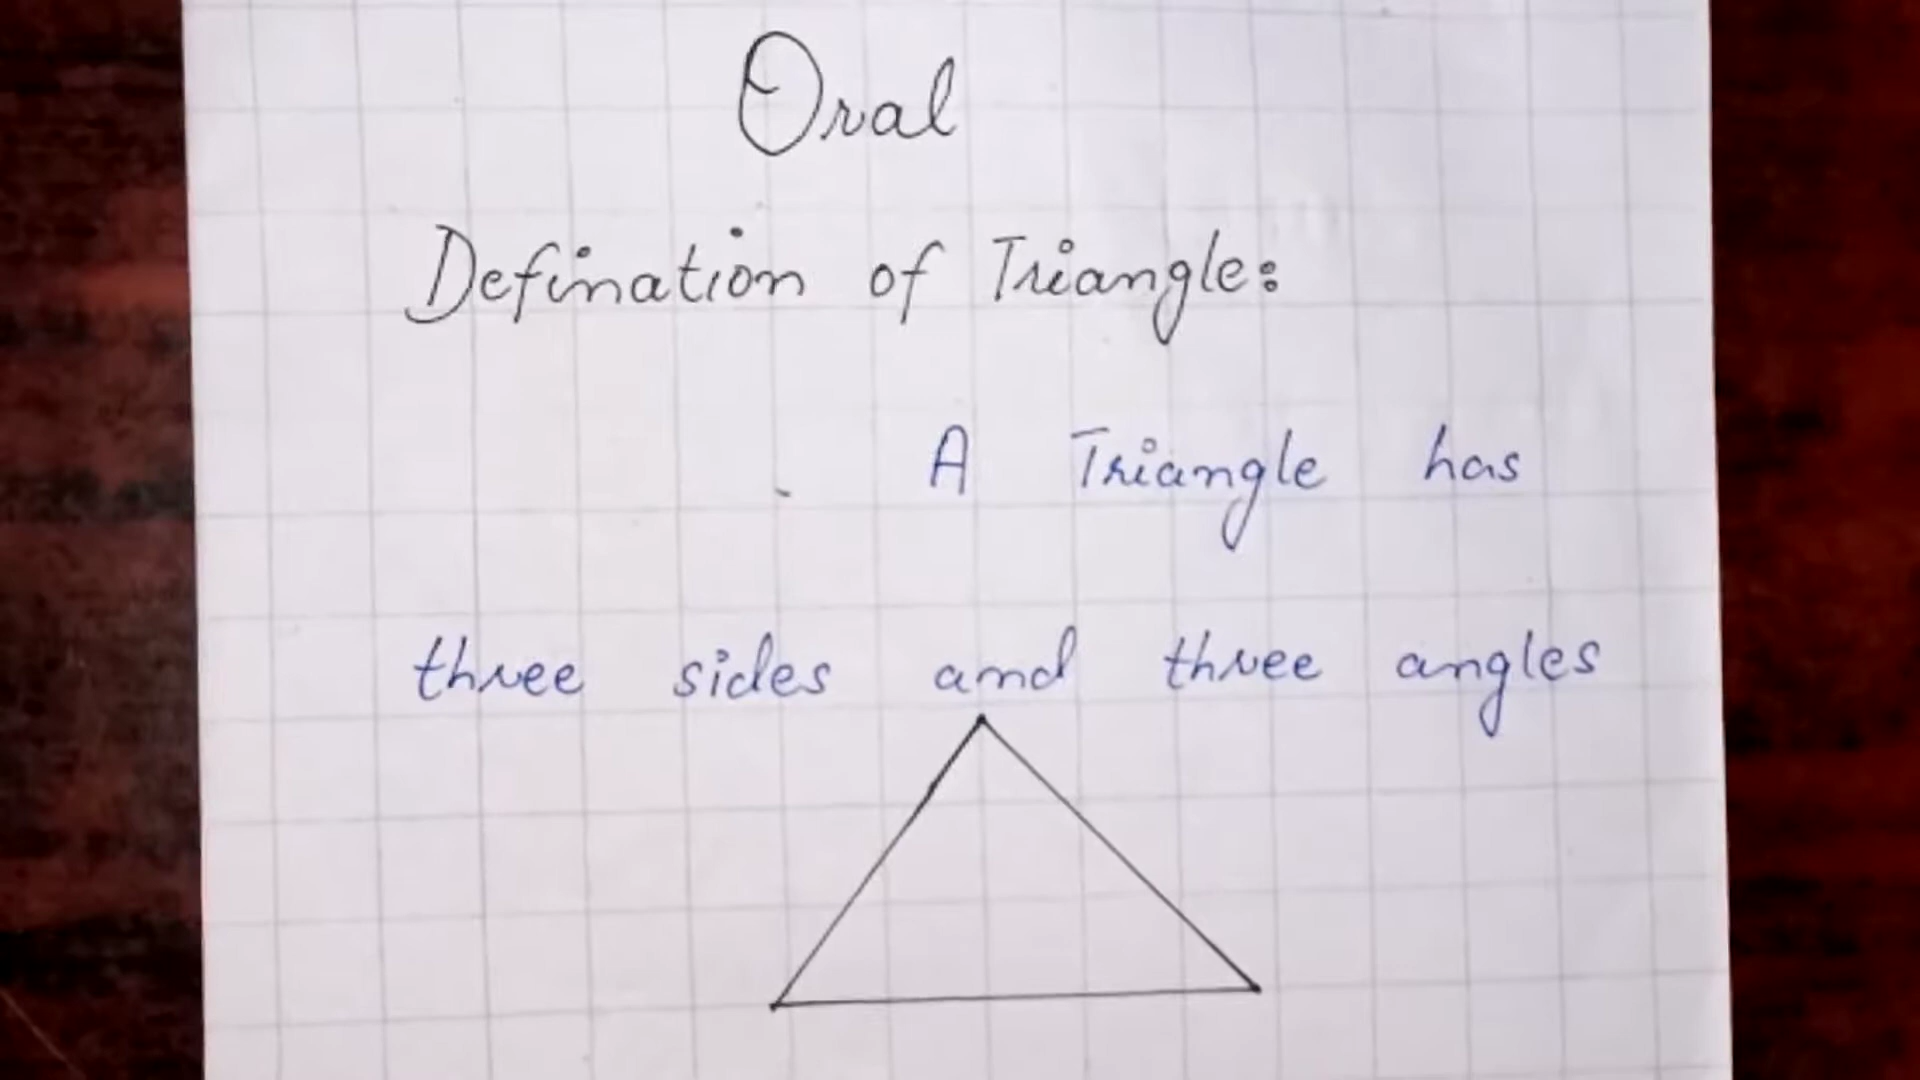 Oral
Defination of Triangle:
A Triangle has
three sides and three angles